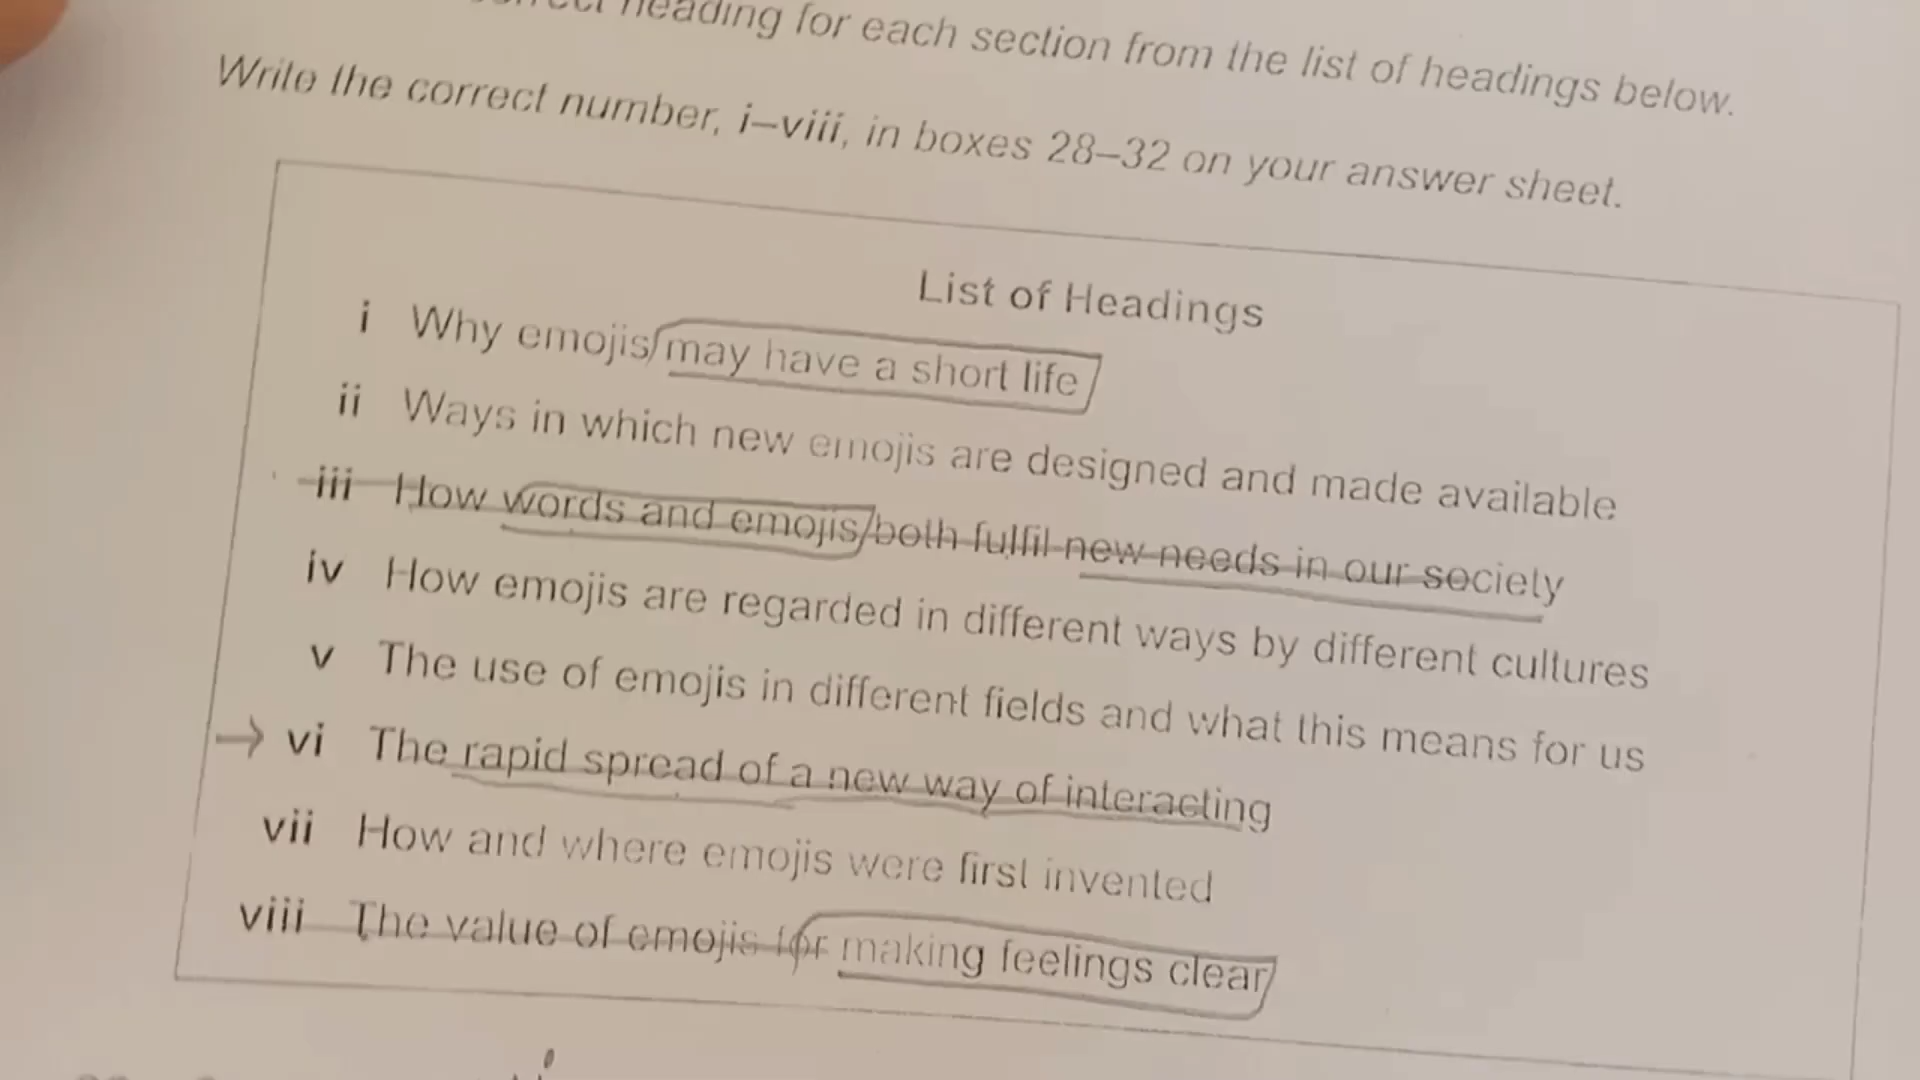 heading for each section from the list of headings below.
Write the correct number, i–viii, in boxes 28–32 on your answer sheet.
List of Headings
i Why emojis may have a short life
ii Ways in which new emojis are designed and made available
iii How words and emojis both fulfil new needs in our society
iv How emojis are regarded in different ways by different cultures
v The use of emojis in different fields and what this means for us
→ vi The rapid spread of a new way of interacting
vii How and where emojis were first invented
viii The value of emojis for making feelings clear